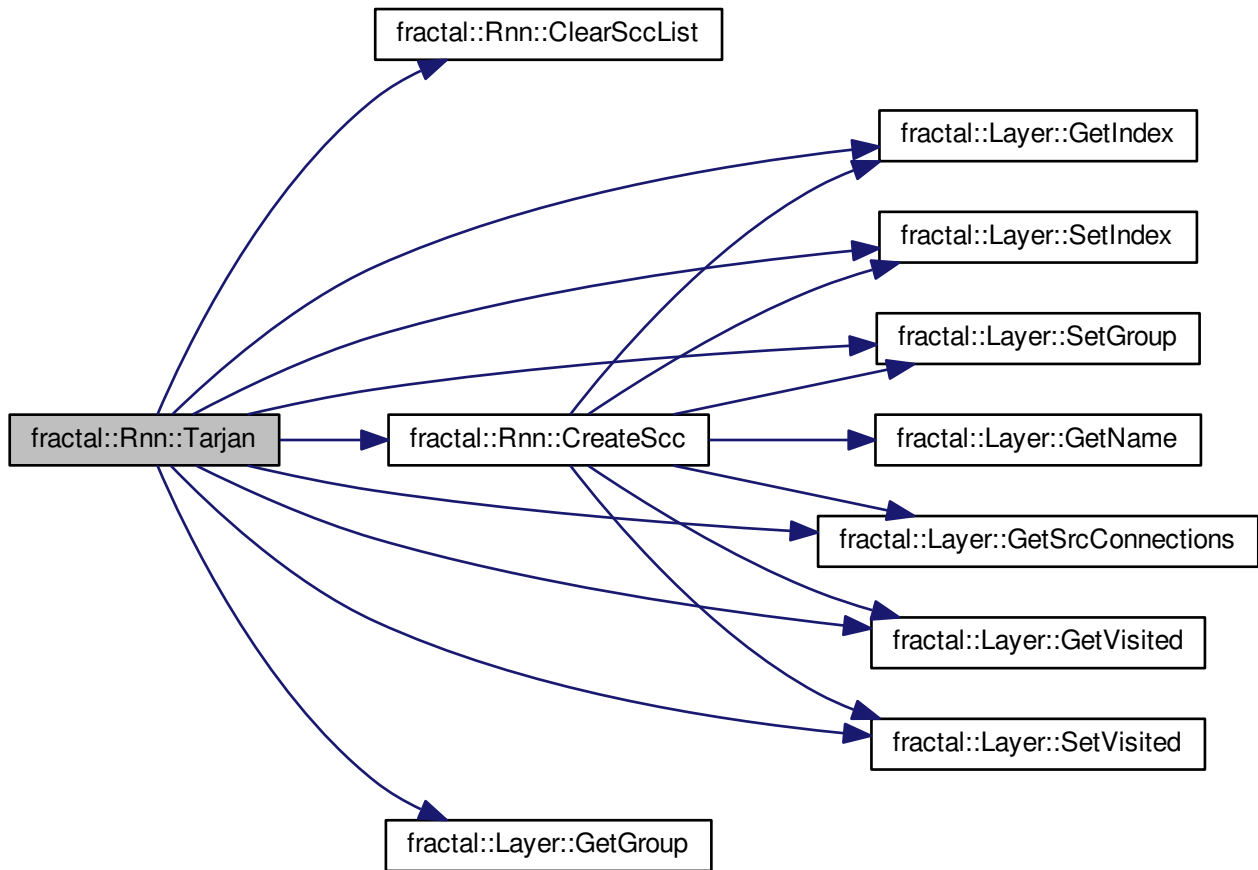 fractal::Rnn::ClearSccList
fractal::Layer::GetIndex
fractal::Layer::SetIndex
fractal::Layer::SetGroup
fractal::Rnn::Tarjan
fractal::Rnn::CreateScc
fractal::Layer::GetName
fractal::Layer::GetSrcConnections
fractal::Layer::GetVisited
fractal::Layer::SetVisited
fractal::Layer::GetGroup